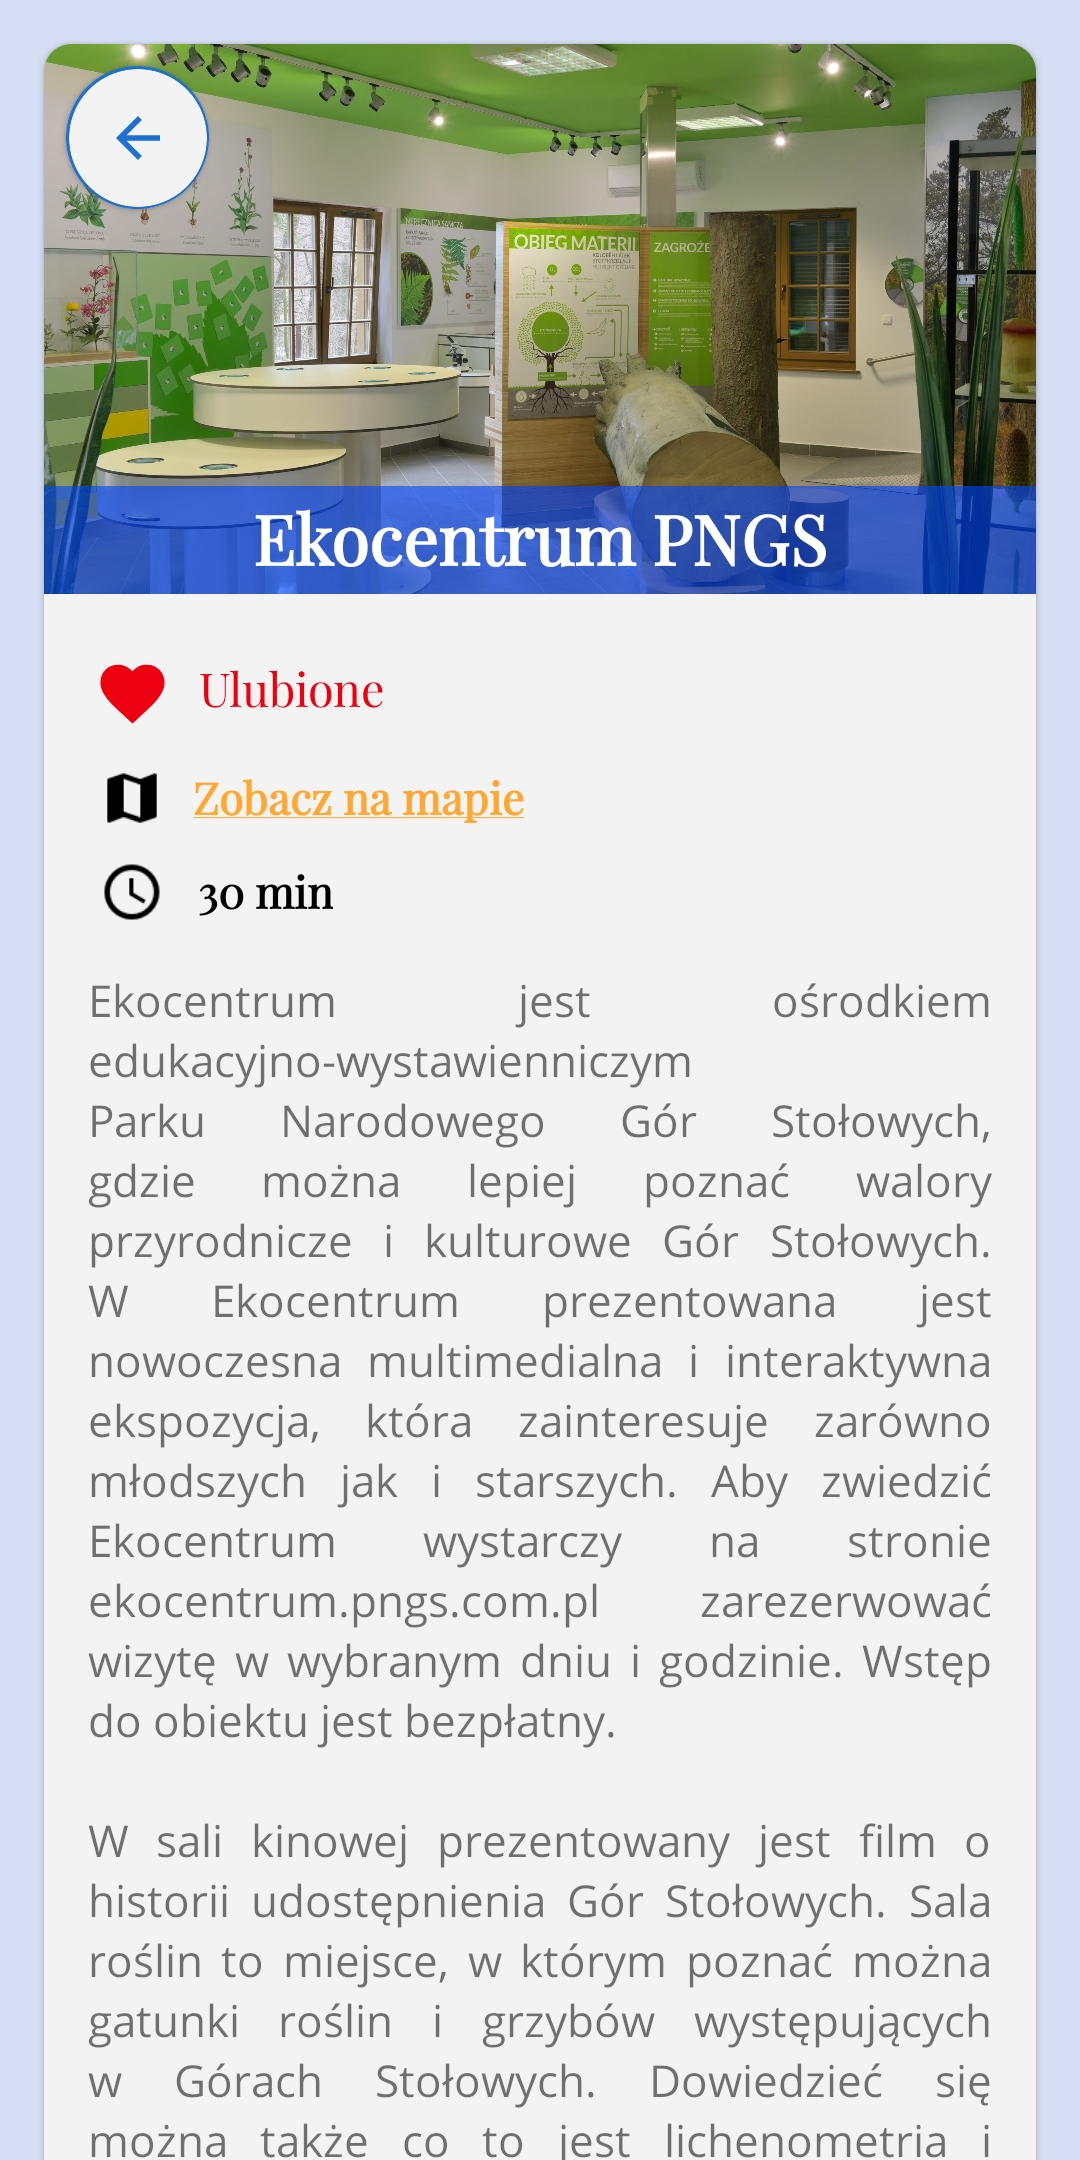 NERECZNICA SAMCZA
OBIEG MATERII
ZAGROŻE
Ekocentrum PNGS
Ulubione
Zobacz na mapie
30 min
Ekocentrum jest ośrodkiem
edukacyjno-wystawienniczym
Parku Narodowego Gór Stołowych,
gdzie można lepiej poznać walory
przyrodnicze i kulturowe Gór Stołowych.
W Ekocentrum prezentowana jest
nowoczesna multimedialna i interaktywna
ekspozycja, która zainteresuje zarówno
młodszych jak i starszych. Aby zwiedzić
Ekocentrum wystarczy na stronie
ekocentrum.pngs.com.pl zarezerwować
wizytę w wybranym dniu i godzinie. Wstęp
do obiektu jest bezpłatny.
W sali kinowej prezentowany jest film o
historii udostępnienia Gór Stołowych. Sala
roślin to miejsce, w którym poznać można
gatunki roślin i grzybów występujących
w Górach Stołowych. Dowiedzieć się
można także co to jest lichenometria i